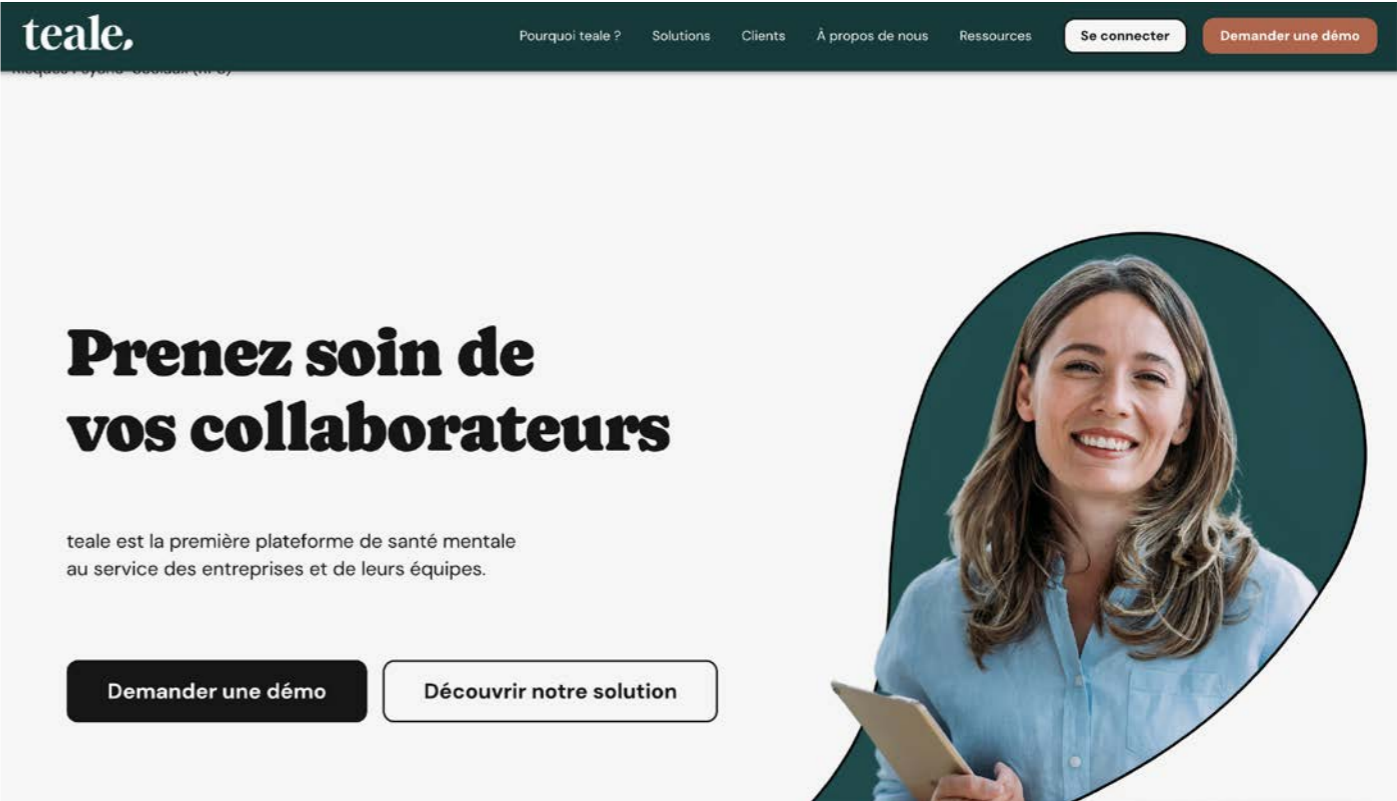 teale.
Pourquoi teale ? Solutions Clients À propos de nous Ressources Se connecter Demander une démo
Prenez soin de
vos collaborateurs
teale est la première plateforme de santé mentale
au service des entreprises et de leurs équipes.
Demander une démo Découvrir notre solution